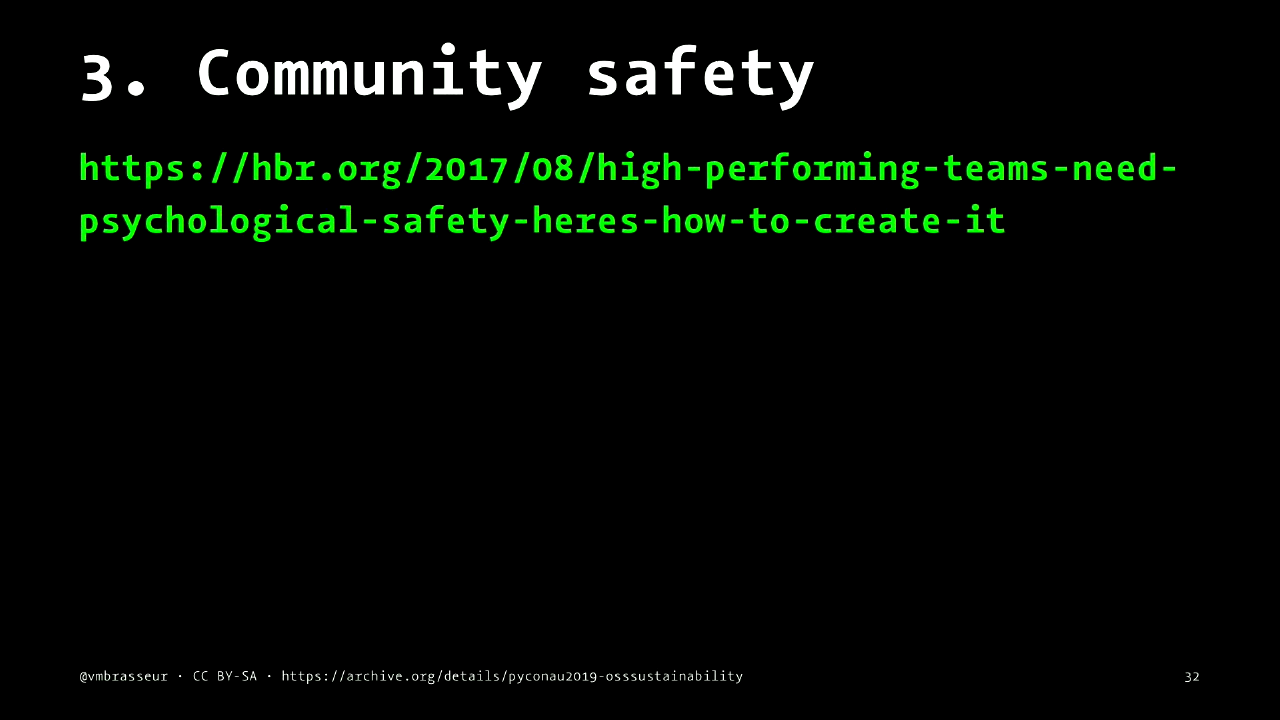 3. Community safety
https://hbr.org/2017/08/high-performing-teams-need-
psychological-safety-heres-how-to-create-it
@vmbrasseur · CC BY-SA · https://archive.org/details/pyconau2019-osssustainability
32